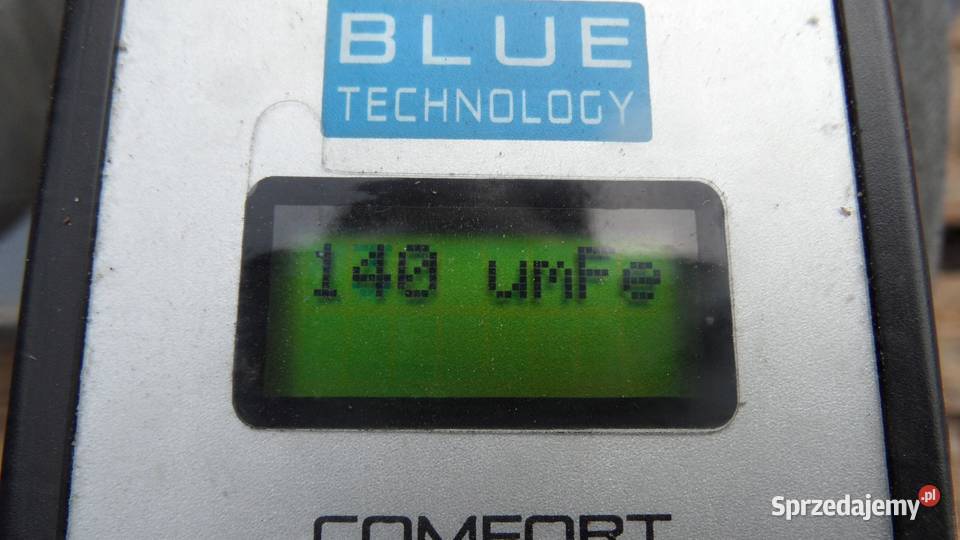 BLUE
TECHNOLOGY
140 umFe
COMFORT
Sprzedajemy.pl